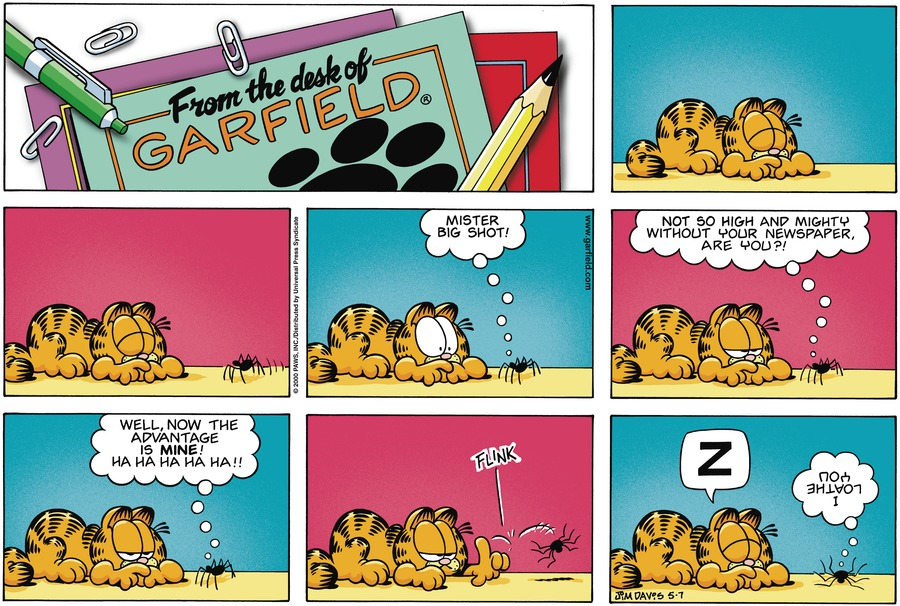 From the desk of
GARFIELD®
© 2000 PAWS, INC./Distributed by Universal Press Syndicate
MISTER
BIG SHOT!
www.garfield.com
NOT SO HIGH AND MIGHTY
WITHOUT YOUR NEWSPAPER,
ARE YOU?!
WELL, NOW THE
ADVANTAGE
IS MINE!
HA HA HA HA HA!!
FLINK
Z
I
LOATHE
YOU
JIM DAVIS 5-7